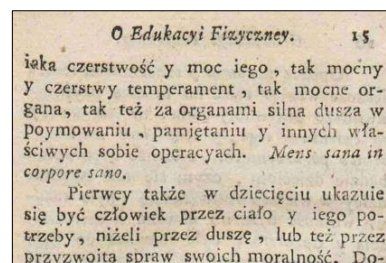 O Edukacyi Fizyczney. 15
iaka czerstwość y moc iego, tak mocny
y czerstwy temperament, tak mocne or-
gana, tak też za organami silna dusza w
poymowaniu, pamiętaniu y innych wła-
ściwych sobie operacyach. Mens sana in
corpore sano.
Pierwey także w dziecięciu ukazuie
się być człowiek przez ciało y iego po-
trzeby, niżeli przez duszę, lub też przez
przyzwoitą spraw swoich moralność. Do-